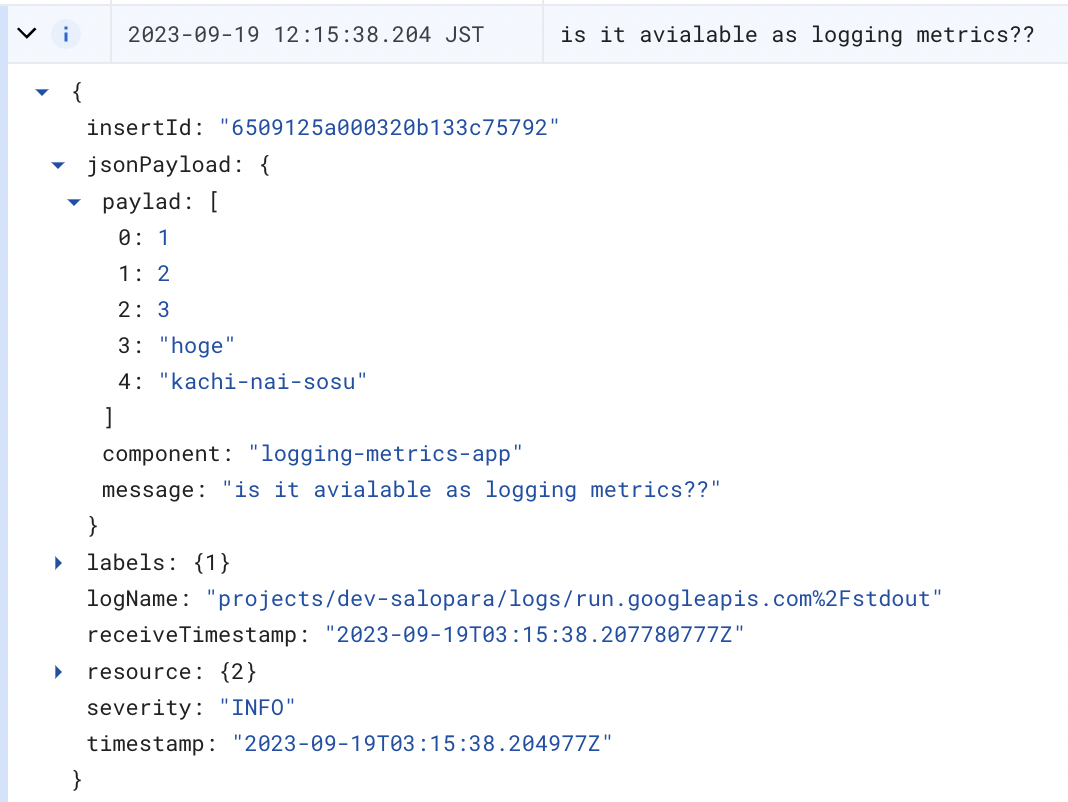 i 2023-09-19 12:15:38.204 JST is it avialable as logging metrics??
{
insertId: "6509125a000320b133c75792"
jsonPayload: {
paylad: [
0: 1
1: 2
2: 3
3: "hoge"
4: "kachi-nai-sosu"
]
component: "logging-metrics-app"
message: "is it avialable as logging metrics??"
}
labels: {1}
logName: "projects/dev-salopara/logs/run.googleapis.com%2Fstdout"
receiveTimestamp: "2023-09-19T03:15:38.207780777Z"
resource: {2}
severity: "INFO"
timestamp: "2023-09-19T03:15:38.204977Z"
}